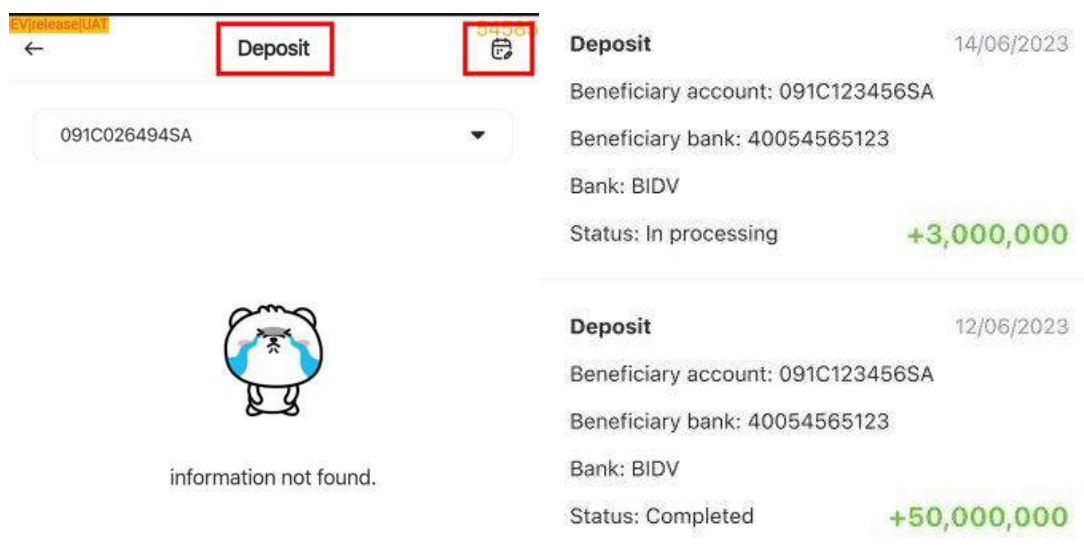 EV|release|UAT
54585
Deposit
091C026494SA
information not found.
Deposit 14/06/2023
Beneficiary account: 091C123456SA
Beneficiary bank: 40054565123
Bank: BIDV
Status: In processing +3,000,000
Deposit 12/06/2023
Beneficiary account: 091C123456SA
Beneficiary bank: 40054565123
Bank: BIDV
Status: Completed +50,000,000